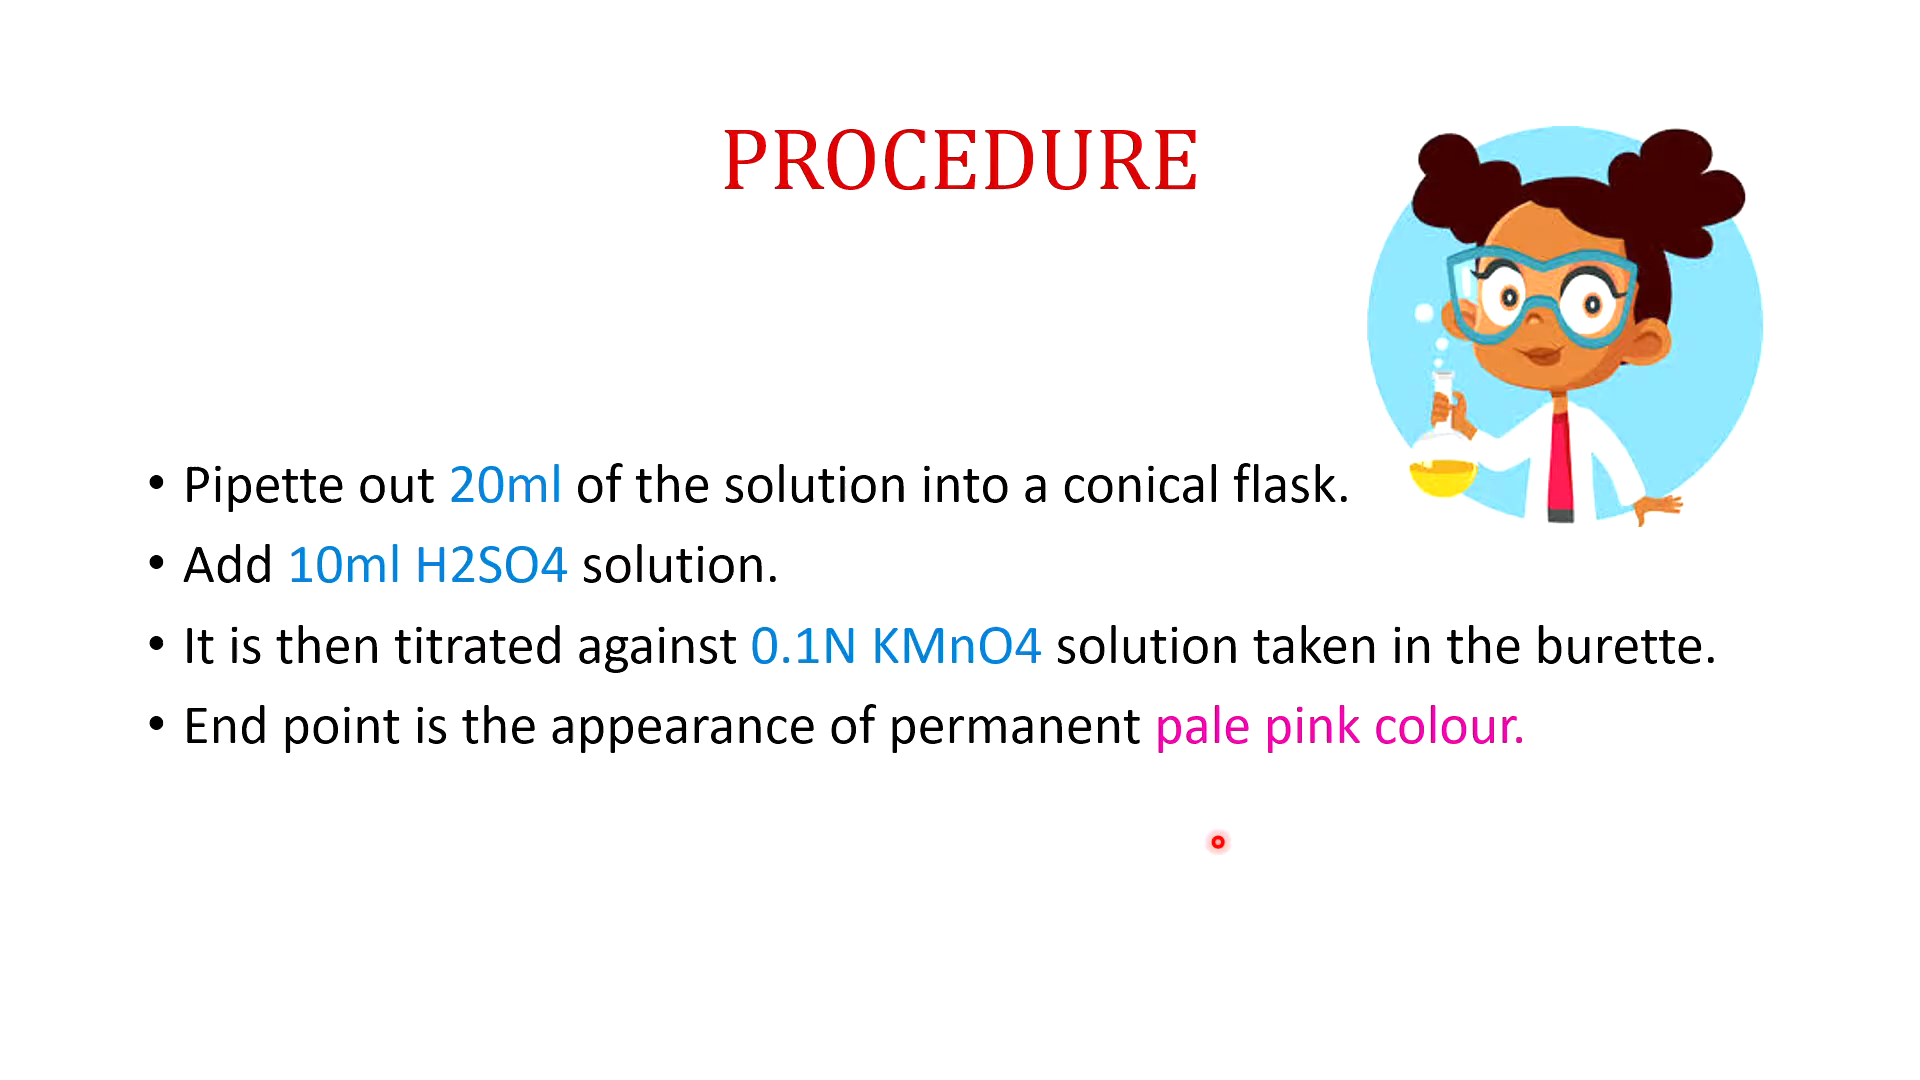 PROCEDURE
• Pipette out 20ml of the solution into a conical flask.
• Add 10ml H2SO4 solution.
• It is then titrated against 0.1N KMnO4 solution taken in the burette.
• End point is the appearance of permanent pale pink colour.